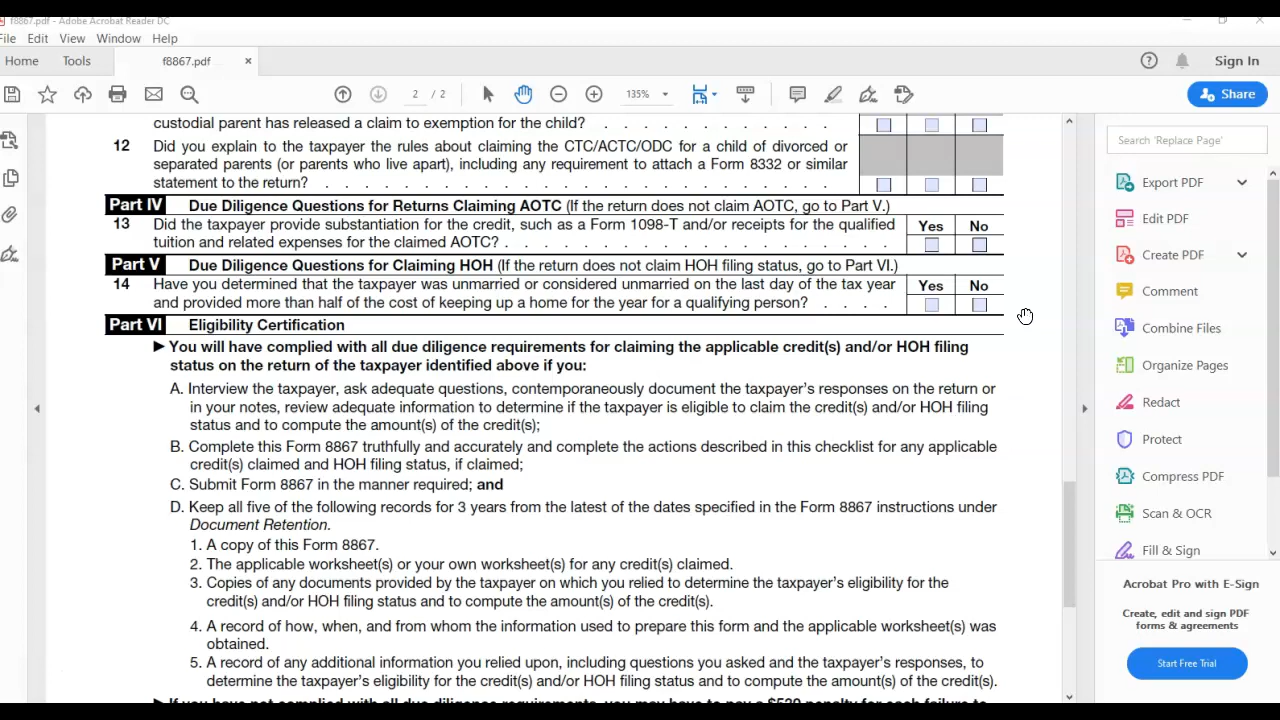 f8867.pdf - Adobe Acrobat Reader DC
File Edit View Window Help
Home Tools f8867.pdf × Sign In
2 / 2 135% Share
custodial parent has released a claim to exemption for the child? . . . . . . . . . . .
12 Did you explain to the taxpayer the rules about claiming the CTC/ACTC/ODC for a child of divorced or
separated parents (or parents who live apart), including any requirement to attach a Form 8332 or similar
statement to the return? . . . . . . . . . . . . . . . . . . . . . . . . .
Part IV Due Diligence Questions for Returns Claiming AOTC (If the return does not claim AOTC, go to Part V.)
13 Did the taxpayer provide substantiation for the credit, such as a Form 1098-T and/or receipts for the qualified Yes No
tuition and related expenses for the claimed AOTC? . . . . . . . . . . . . . . . . . . .
Part V Due Diligence Questions for Claiming HOH (If the return does not claim HOH filing status, go to Part VI.)
14 Have you determined that the taxpayer was unmarried or considered unmarried on the last day of the tax year Yes No
and provided more than half of the cost of keeping up a home for the year for a qualifying person? . . . .
Part VI Eligibility Certification
▶ You will have complied with all due diligence requirements for claiming the applicable credit(s) and/or HOH filing
status on the return of the taxpayer identified above if you:
A. Interview the taxpayer, ask adequate questions, contemporaneously document the taxpayer's responses on the return or
in your notes, review adequate information to determine if the taxpayer is eligible to claim the credit(s) and/or HOH filing
status and to compute the amount(s) of the credit(s);
B. Complete this Form 8867 truthfully and accurately and complete the actions described in this checklist for any applicable
credit(s) claimed and HOH filing status, if claimed;
C. Submit Form 8867 in the manner required; and
D. Keep all five of the following records for 3 years from the latest of the dates specified in the Form 8867 instructions under
Document Retention.
1. A copy of this Form 8867.
2. The applicable worksheet(s) or your own worksheet(s) for any credit(s) claimed.
3. Copies of any documents provided by the taxpayer on which you relied to determine the taxpayer's eligibility for the
credit(s) and/or HOH filing status and to compute the amount(s) of the credit(s).
4. A record of how, when, and from whom the information used to prepare this form and the applicable worksheet(s) was
obtained.
5. A record of any additional information you relied upon, including questions you asked and the taxpayer's responses, to
determine the taxpayer's eligibility for the credit(s) and/or HOH filing status and to compute the amount(s) of the credit(s).
▶ If you have not complied with all due diligence requirements, you may have to pay a $530 penalty for each failure to
Search 'Replace Page'
Export PDF
Edit PDF
Create PDF
Comment
Combine Files
Organize Pages
Redact
Protect
Compress PDF
Scan & OCR
Fill & Sign
Acrobat Pro with E-Sign
Create, edit and sign PDF
forms & agreements
Start Free Trial